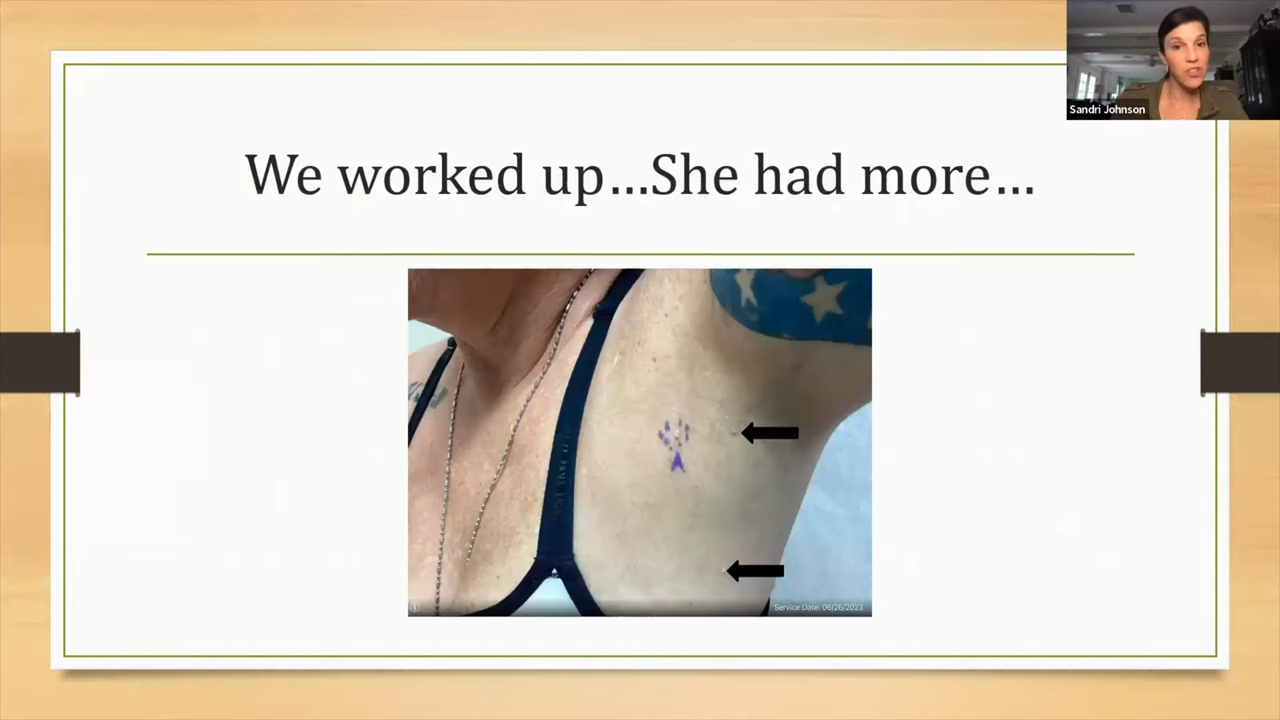 Sandri Johnson
We worked up...She had more...
Service Date: 06/26/2023